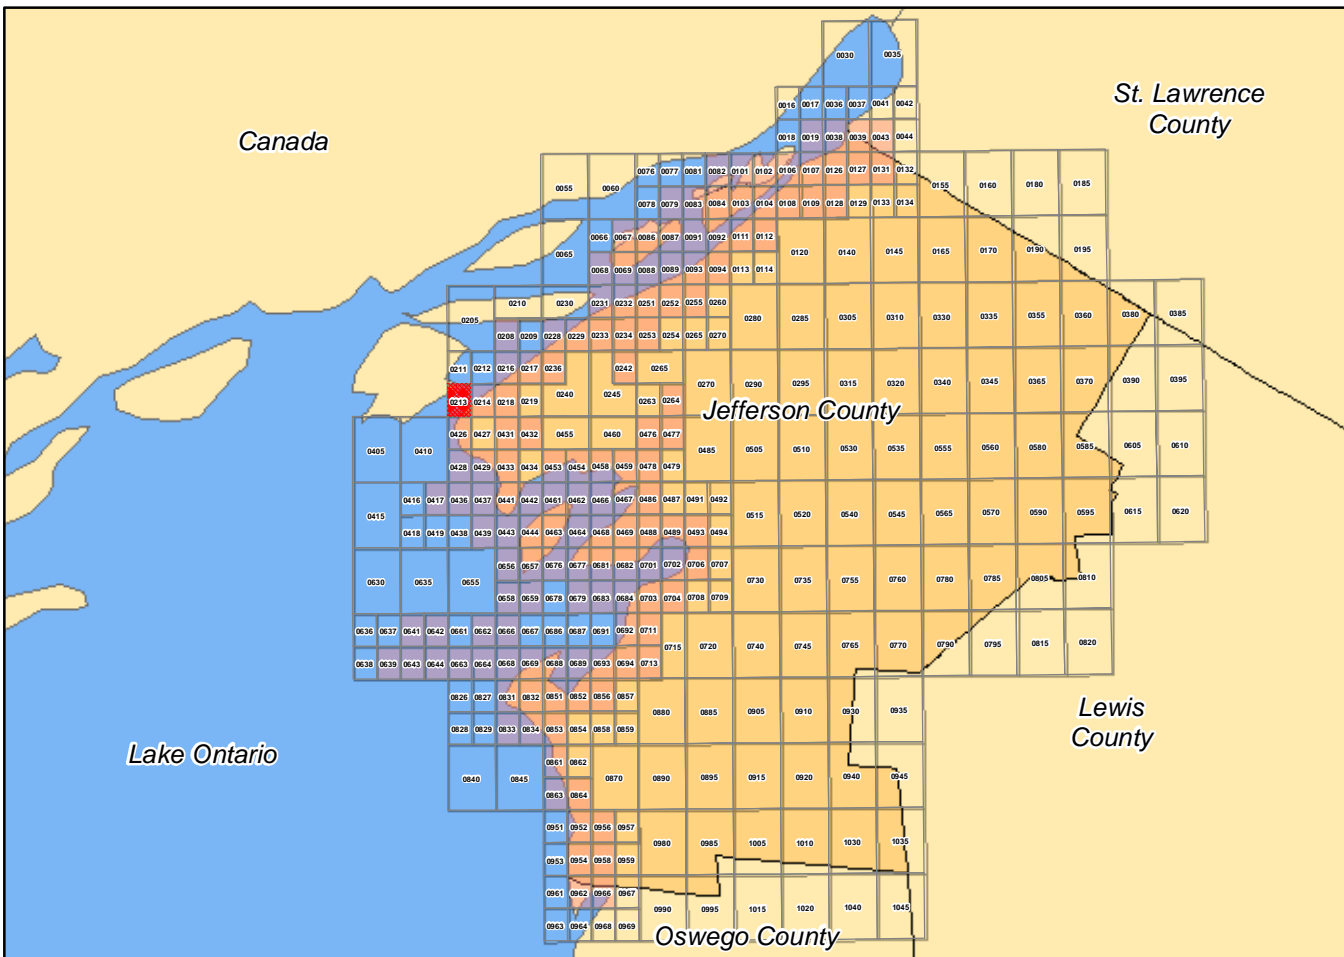 0030 0035
St. Lawrence
County
0016 0017 0036 0037 0041 0042
Canada
0018 0019 0038 0039 0043 0044
0076 0077 0081 0082 0101 0102 0106 0107 0126 0127 0131 0132
0055 0060 0155 0160 0180 0185
0078 0079 0083 0084 0103 0104 0108 0109 0128 0129 0133 0134
0066 0067 0086 0087 0091 0092 0111 0112
0065 0120 0140 0145 0165 0170 0190 0195
0068 0069 0088 0089 0093 0094 0113 0114
0210 0230 0231 0232 0251 0252 0255 0260
0205 0280 0285 0305 0310 0330 0335 0355 0360 0380 0385
0208 0209 0228 0229 0233 0234 0253 0254 0265 0270
0211 0212 0216 0217 0236 0242 0265
0270 0290 0295 0315 0320 0340 0345 0365 0370 0390 0395
0213 0214 0218 0219 0240 0245 0263 0264
Jefferson County
0426 0427 0431 0432 0455 0460 0476 0477
0405 0410 0485 0505 0510 0530 0535 0555 0560 0580 0585 0605 0610
0428 0429 0433 0434 0453 0454 0458 0459 0478 0479
0416 0417 0436 0437 0441 0442 0461 0462 0466 0467 0486 0487 0491 0492
0415 0515 0520 0540 0545 0565 0570 0590 0595 0615 0620
0418 0419 0438 0439 0443 0444 0463 0464 0468 0469 0488 0489 0493 0494
0656 0657 0676 0677 0681 0682 0701 0702 0706 0707
0630 0635 0655 0730 0735 0755 0760 0780 0785 0805 0810
0658 0659 0678 0679 0683 0684 0703 0704 0708 0709
0636 0637 0641 0642 0661 0662 0666 0667 0686 0687 0691 0692 0711
0715 0720 0740 0745 0765 0770 0790 0795 0815 0820
0638 0639 0643 0644 0663 0664 0668 0669 0688 0689 0693 0694 0713
0826 0827 0831 0832 0851 0852 0856 0857
0880 0885 0905 0910 0930 0935
Lewis
County
0828 0829 0833 0834 0853 0854 0858 0859
Lake Ontario
0861 0862
0840 0845 0870 0890 0895 0915 0920 0940 0945
0863 0864
0951 0952 0956 0957
0980 0985 1005 1010 1030 1035
0953 0954 0958 0959
0961 0962 0966 0967
0990 0995 1015 1020 1040 1045
0963 0964 0968 0969
Oswego County